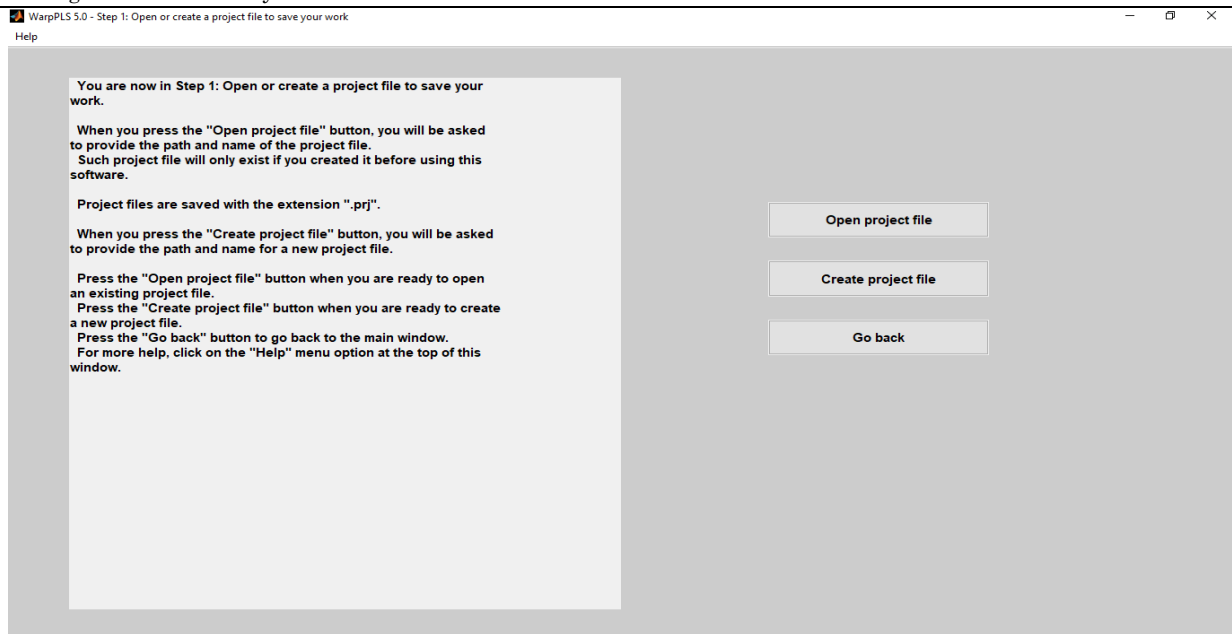 WarpPLS 5.0 - Step 1: Open or create a project file to save your work
Help
You are now in Step 1: Open or create a project file to save your
work.
When you press the "Open project file" button, you will be asked
to provide the path and name of the project file.
Such project file will only exist if you created it before using this
software.
Project files are saved with the extension ".prj".
When you press the "Create project file" button, you will be asked
to provide the path and name for a new project file.
Press the "Open project file" button when you are ready to open
an existing project file.
Press the "Create project file" button when you are ready to create
a new project file.
Press the "Go back" button to go back to the main window.
For more help, click on the "Help" menu option at the top of this
window.
Open project file
Create project file
Go back